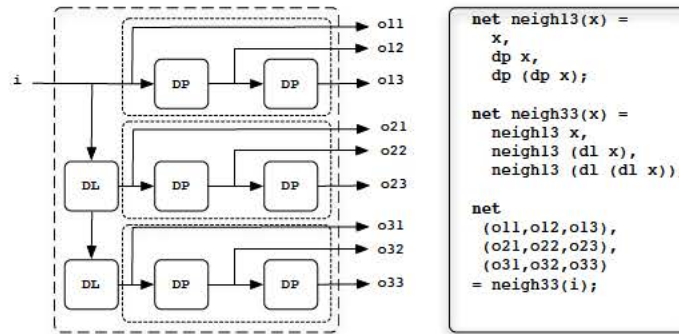 o11
o12
i
DP
DP
o13
o21
o22
DL
DP
DP
o23
o31
o32
DL
DP
DP
o33
net neigh13(x) =
x,
dp x,
dp (dp x);
net neigh33(x) =
neigh13 x,
neigh13 (dl x),
neigh13 (dl (dl x))
net
(o11,o12,o13),
(o21,o22,o23),
(o31,o32,o33)
= neigh33(i);